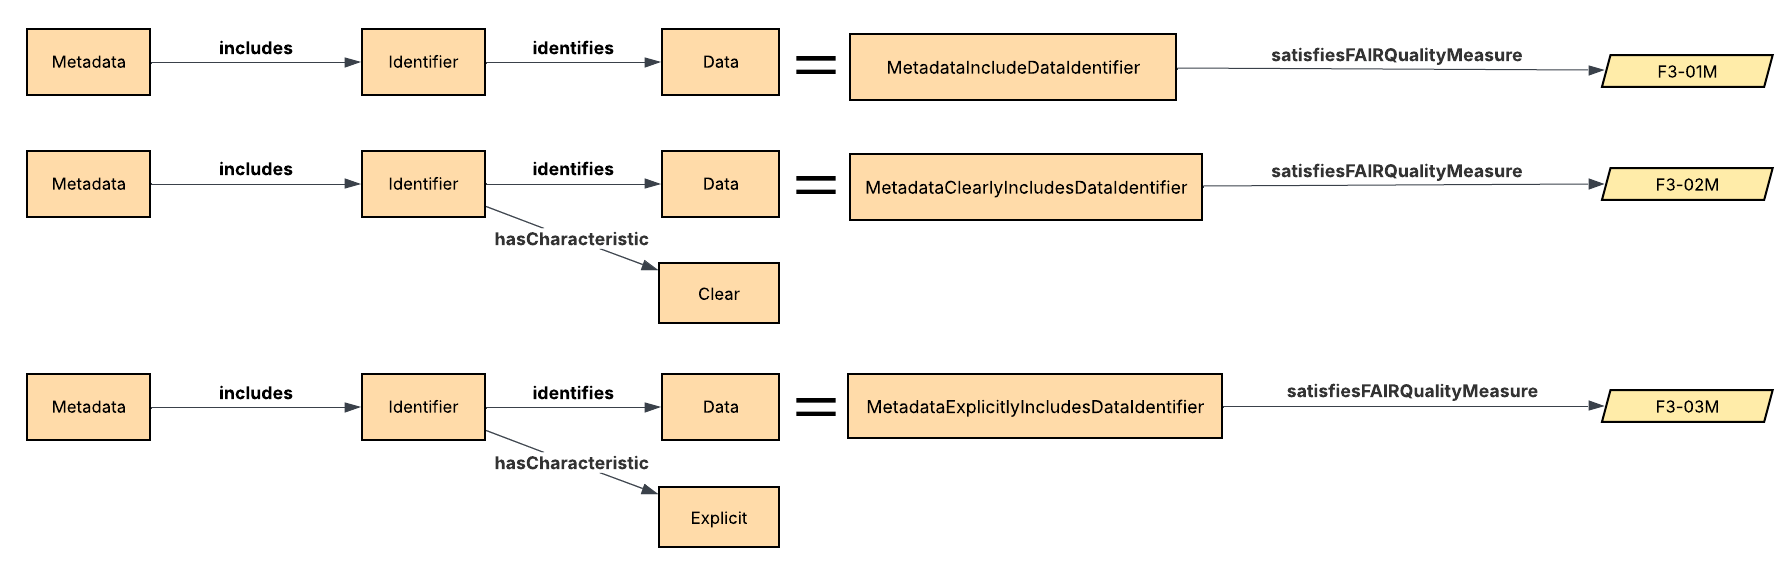 includes
identifies
satisfiesFAIRQualityMeasure
Metadata
Identifier
Data
=
MetadataIncludeDataIdentifier
F3-01M
includes
identifies
satisfiesFAIRQualityMeasure
Metadata
Identifier
Data
=
MetadataClearlyIncludesDataIdentifier
F3-02M
hasCharacteristic
Clear
includes
identifies
satisfiesFAIRQualityMeasure
Metadata
Identifier
Data
=
MetadataExplicitlyIncludesDataIdentifier
F3-03M
hasCharacteristic
Explicit